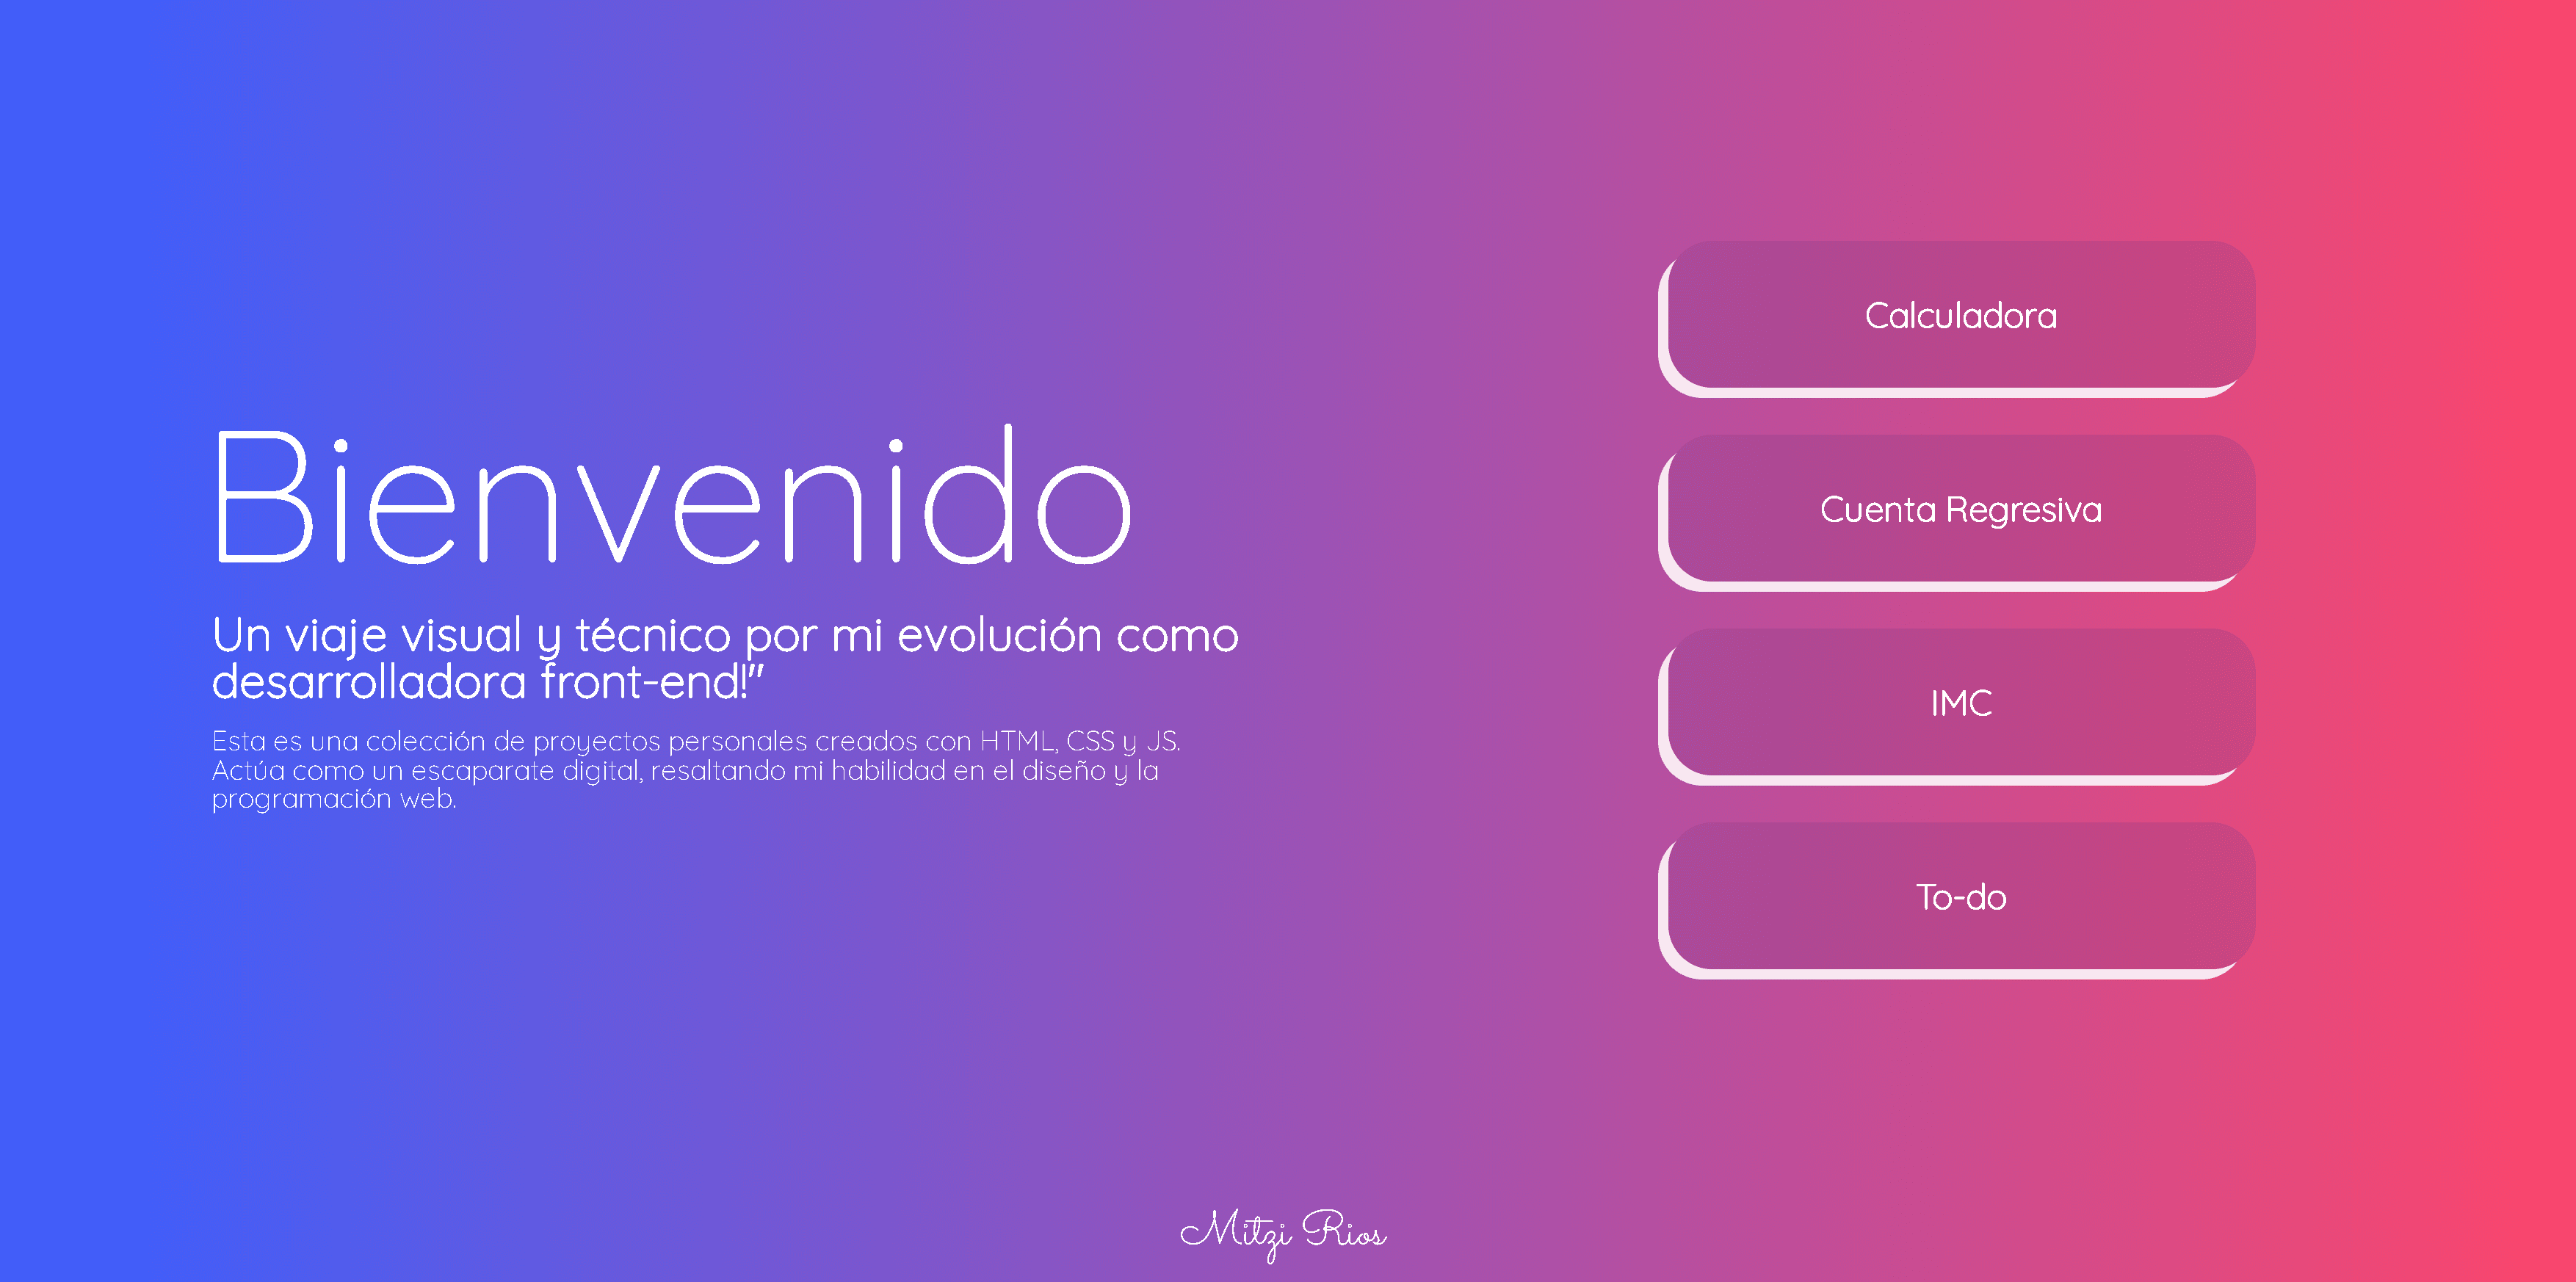 Bienvenido
Un viaje visual y técnico por mi evolución como
desarrolladora front-end!"
Esta es una colección de proyectos personales creados con HTML, CSS y JS.
Actúa como un escaparate digital, resaltando mi habilidad en el diseño y la
programación web.
Calculadora
Cuenta Regresiva
IMC
To-do
Mitzi Rios